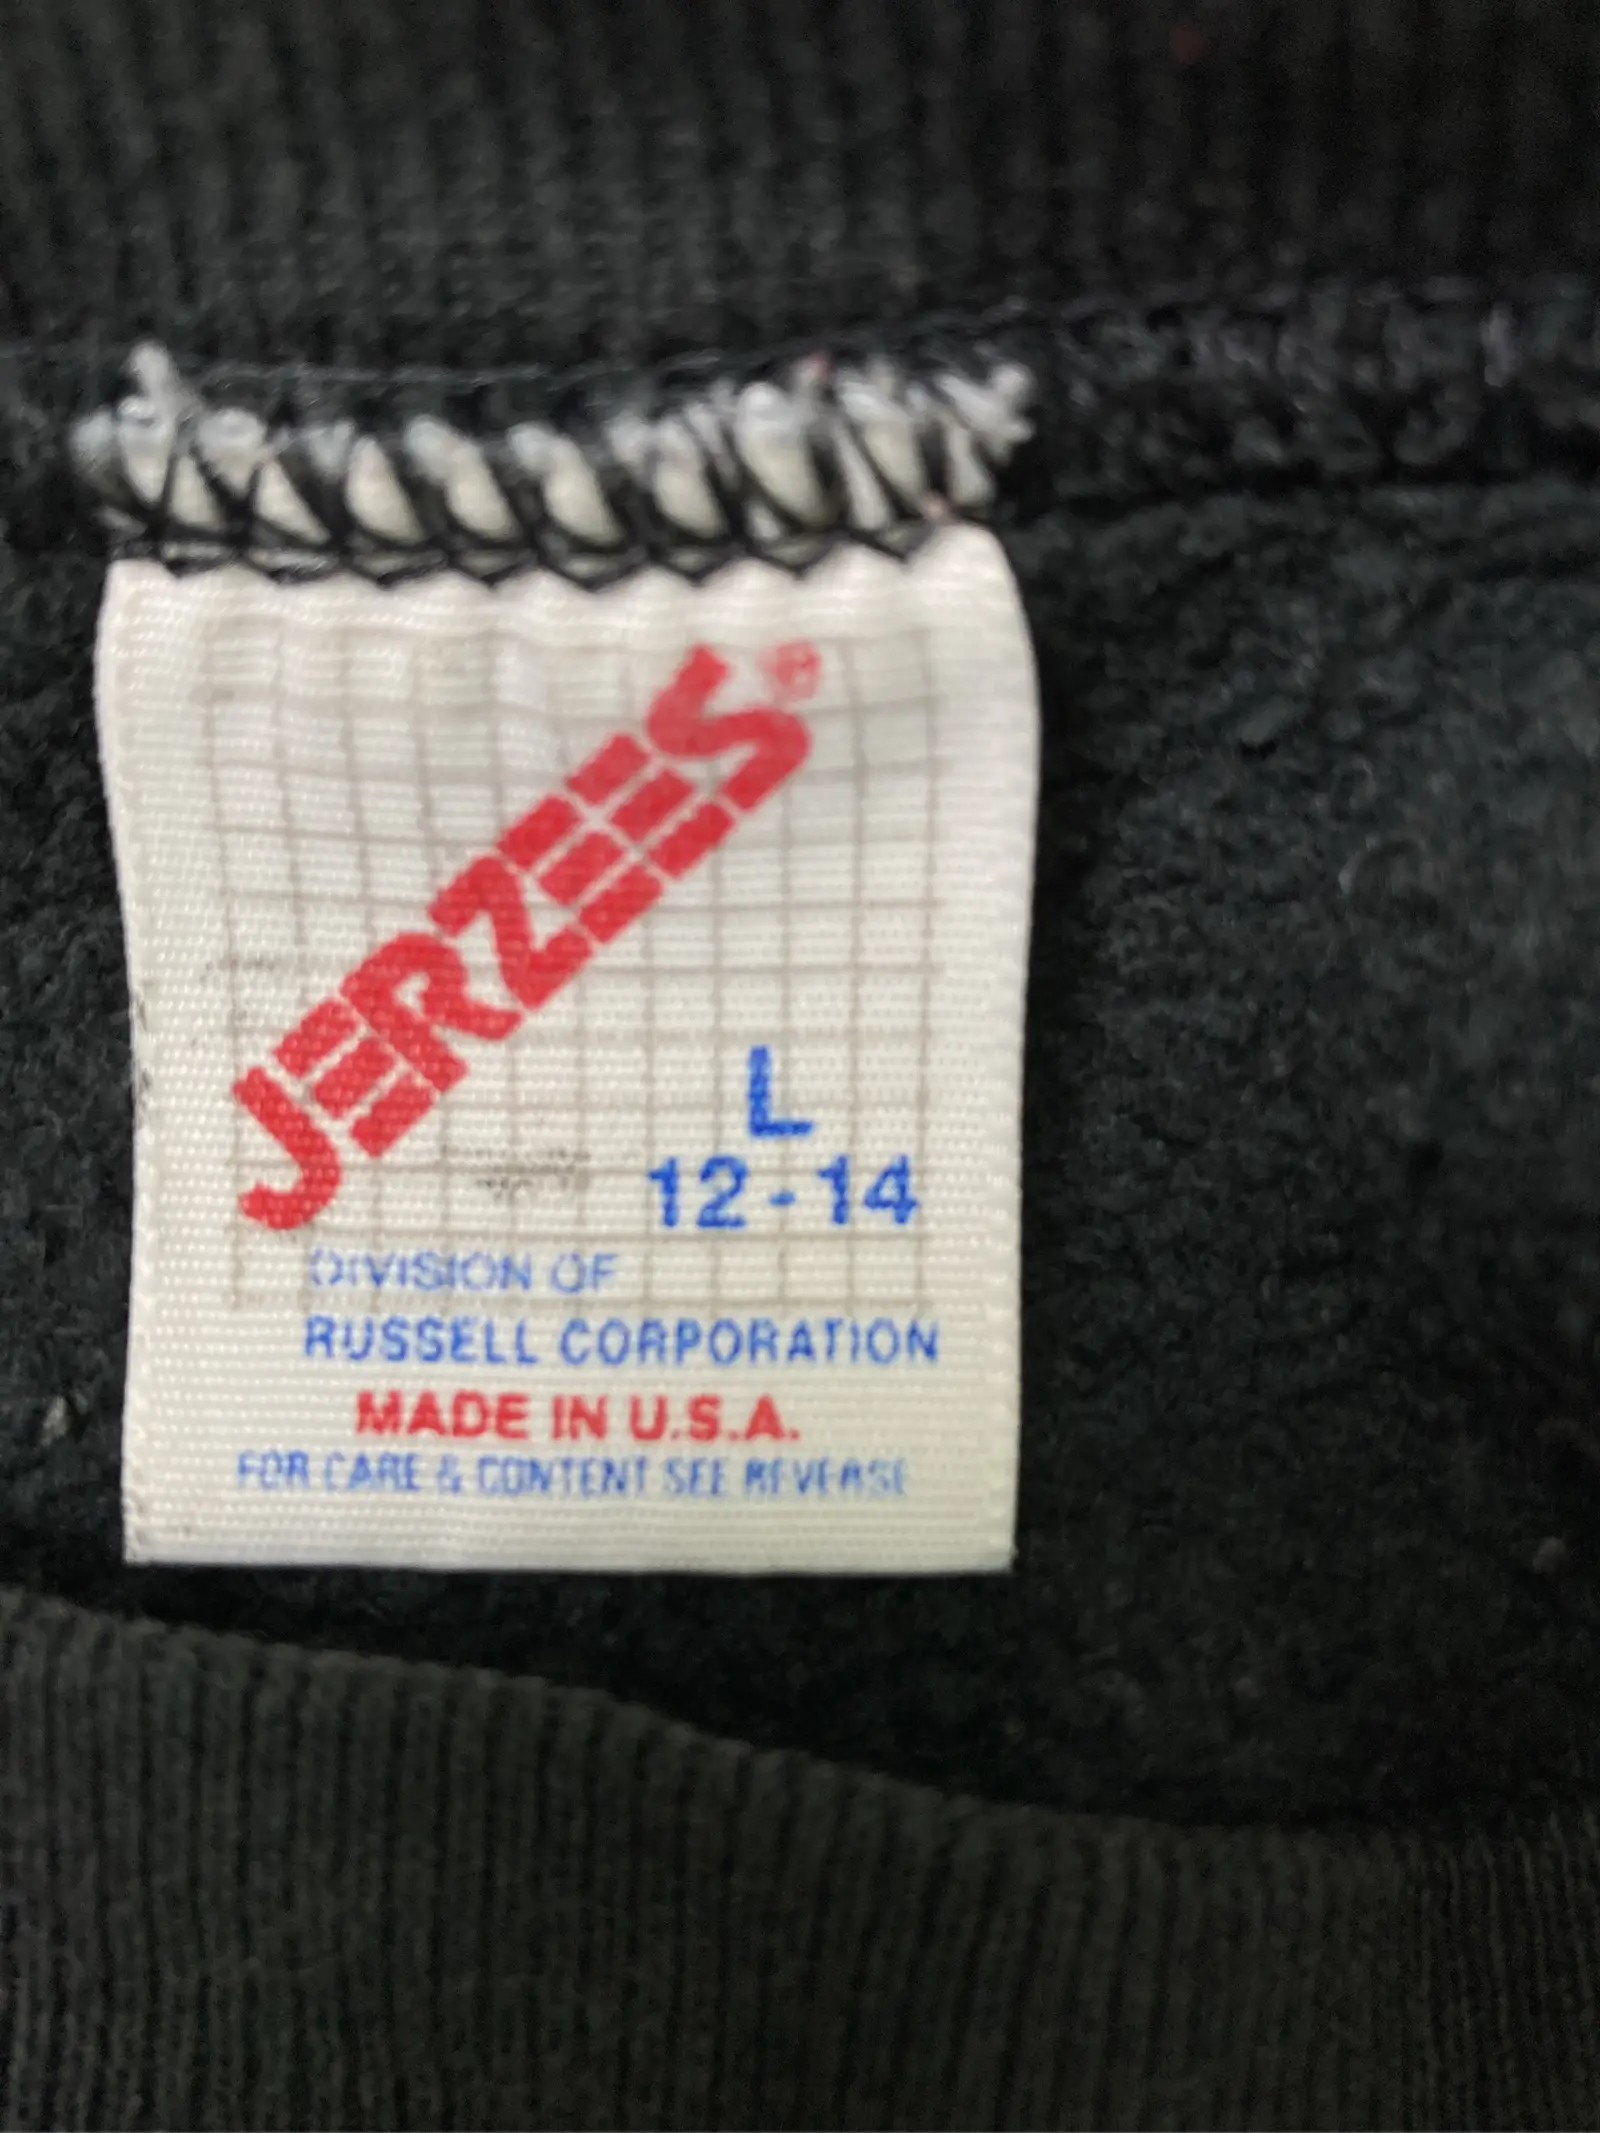 JERZEES®
L
12-14
DIVISION OF
RUSSELL CORPORATION
MADE IN U.S.A.
FOR CARE & CONTENT SEE REVERSE